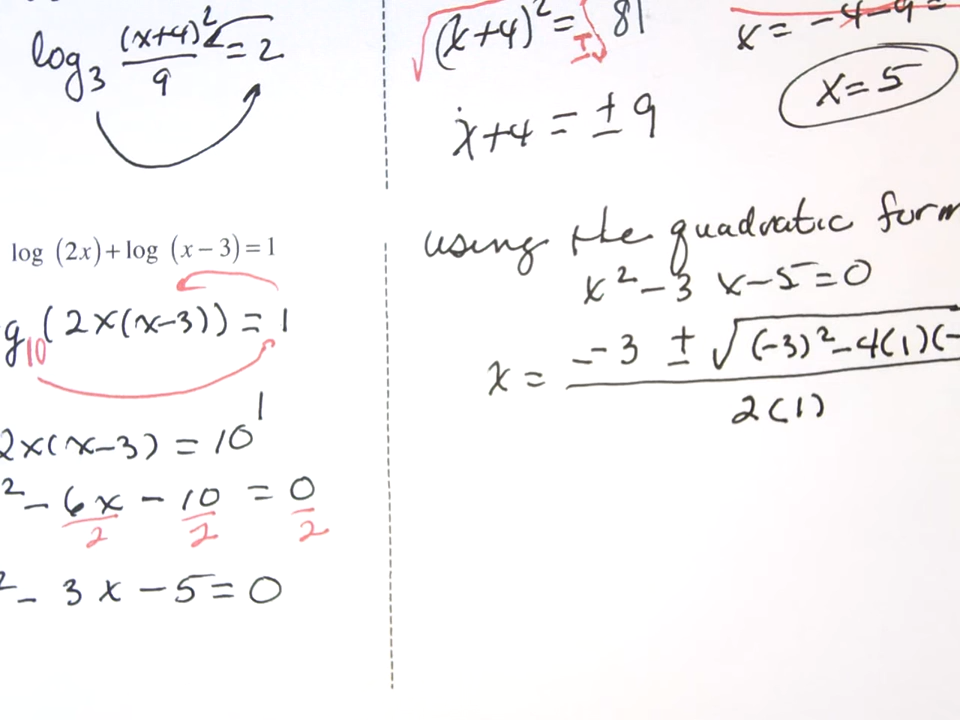 log₃ (x+4)²/9 = 2
log (2x) + log (x − 3) = 1
g₁₀(2x(x−3)) = 1
2x(x−3) = 10¹
² − 6x/2 − 10/2 = 0/2
² − 3x − 5 = 0
√(x+4)² = ±√81
x+4 = ± 9
x = −4−9 =
x = 5
using the quadratic form
x² − 3x − 5 = 0
x = (− −3 ± √((−3)² − 4(1)(−)/2(1)